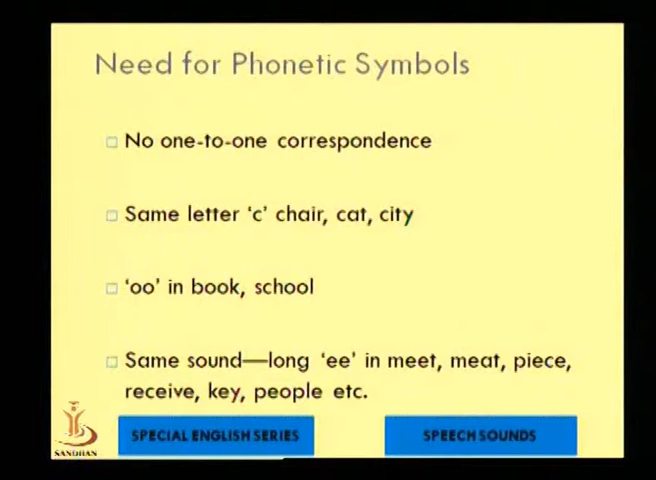 Need for Phonetic Symbols
No one-to-one correspondence
Same letter ‘c’ chair, cat, city
‘oo’ in book, school
Same sound—long ‘ee’ in meet, meat, piece,
receive, key, people etc.
SPECIAL ENGLISH SERIES
SPEECH SOUNDS
SANDHAN